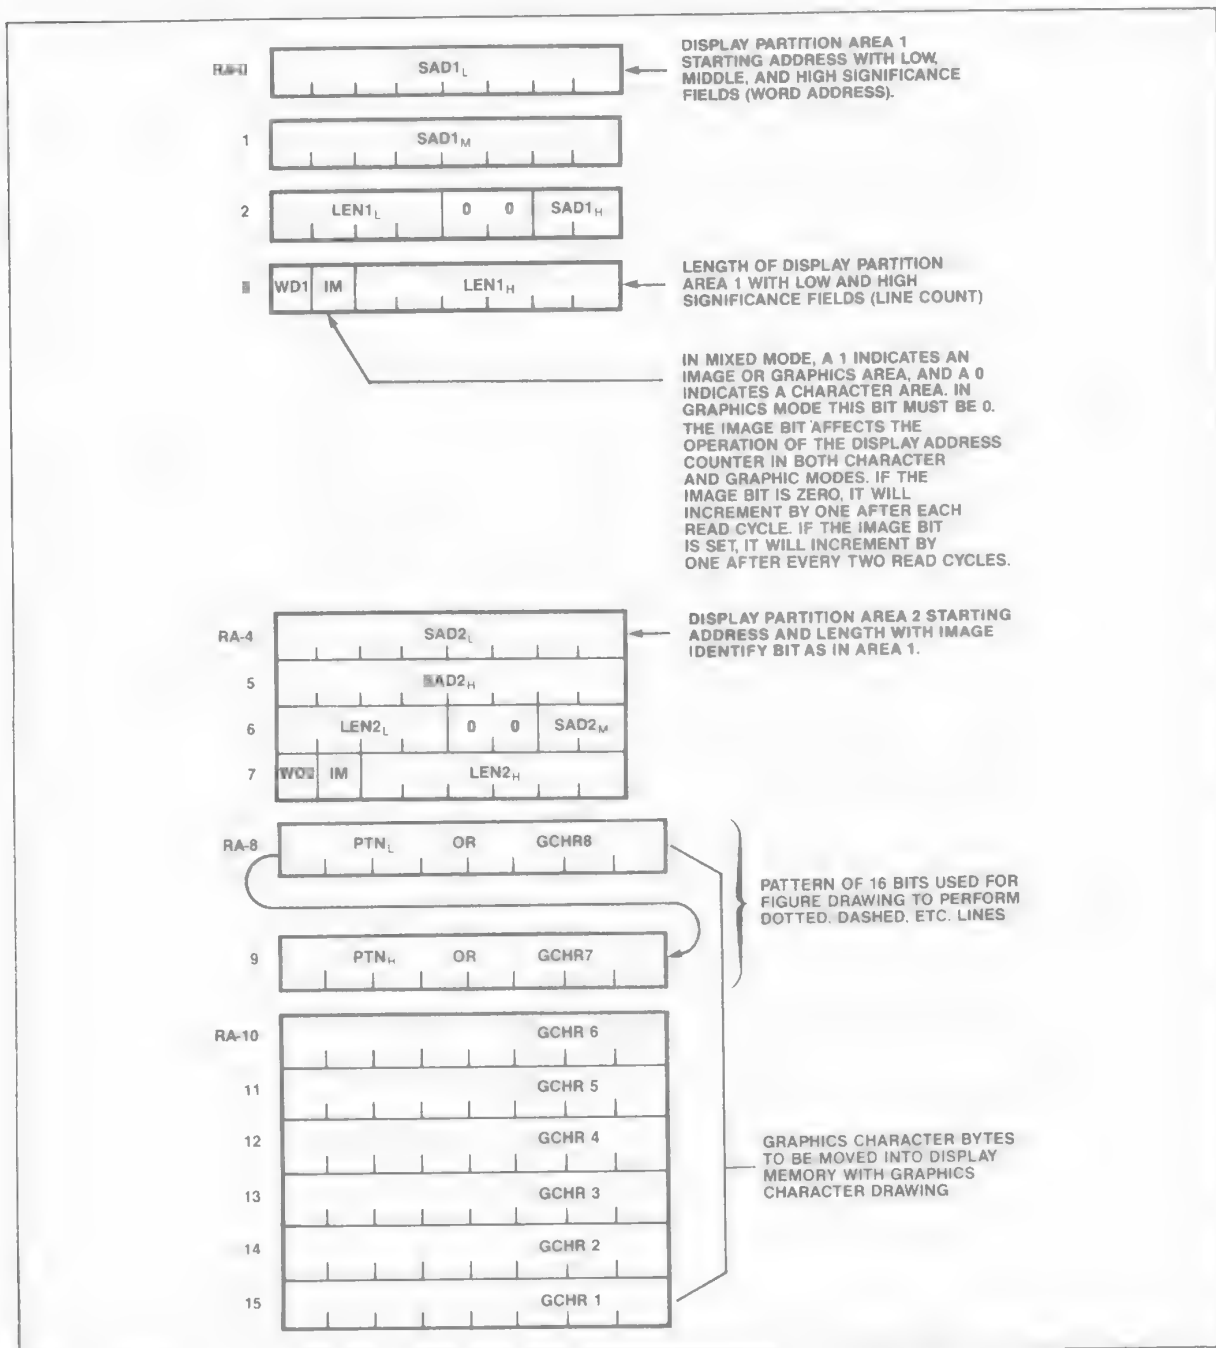 SAD1L
DISPLAY PARTITION AREA 1
STARTING ADDRESS WITH LOW,
MIDDLE, AND HIGH SIGNIFICANCE
FIELDS (WORD ADDRESS).
1 SAD1M
2 LEN1L 0 0 SAD1H
WD1 IM LEN1H
LENGTH OF DISPLAY PARTITION
AREA 1 WITH LOW AND HIGH
SIGNIFICANCE FIELDS (LINE COUNT)
IN MIXED MODE, A 1 INDICATES AN
IMAGE OR GRAPHICS AREA, AND A 0
INDICATES A CHARACTER AREA. IN
GRAPHICS MODE THIS BIT MUST BE 0.
THE IMAGE BIT AFFECTS THE
OPERATION OF THE DISPLAY ADDRESS
COUNTER IN BOTH CHARACTER
AND GRAPHIC MODES. IF THE
IMAGE BIT IS ZERO, IT WILL
INCREMENT BY ONE AFTER EACH
READ CYCLE. IF THE IMAGE BIT
IS SET, IT WILL INCREMENT BY
ONE AFTER EVERY TWO READ CYCLES.
RA-4 SAD2L
DISPLAY PARTITION AREA 2 STARTING
ADDRESS AND LENGTH WITH IMAGE
IDENTIFY BIT AS IN AREA 1.
5 SAD2H
6 LEN2L 0 0 SAD2M
7 IM LEN2H
RA-8 PTNL OR GCHR8
PATTERN OF 16 BITS USED FOR
FIGURE DRAWING TO PERFORM
DOTTED, DASHED, ETC. LINES
9 PTNH OR GCHR7
RA-10 GCHR 6
11 GCHR 5
12 GCHR 4
13 GCHR 3
14 GCHR 2
15 GCHR 1
GRAPHICS CHARACTER BYTES
TO BE MOVED INTO DISPLAY
MEMORY WITH GRAPHICS
CHARACTER DRAWING